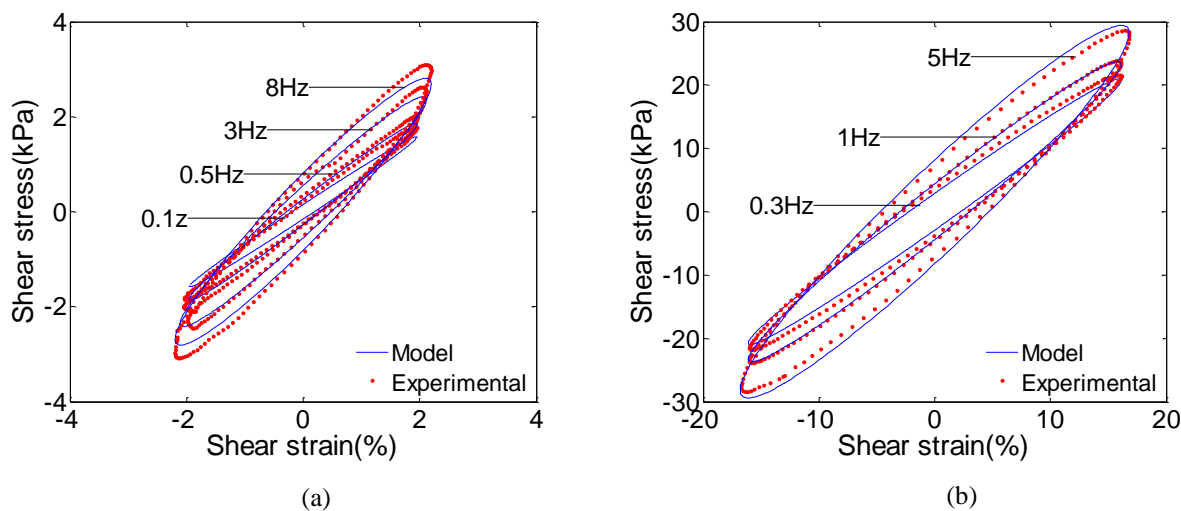 4
2
0
-2
-4
-4
-2
0
2
4
Shear stress(kPa)
Shear strain(%)
8Hz
3Hz
0.5Hz
0.1z
Model
Experimental
(a)
30
20
10
0
-10
-20
-30
-20
-10
0
10
20
Shear stress(kPa)
Shear strain(%)
5Hz
1Hz
0.3Hz
Model
Experimental
(b)